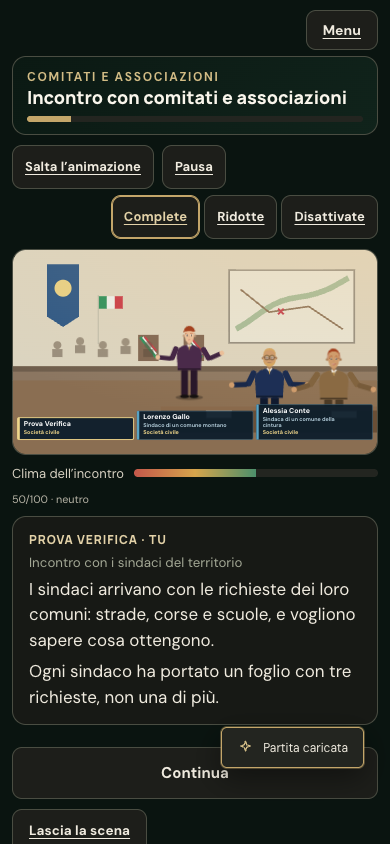 Menu
COMITATI E ASSOCIAZIONI
Incontro con comitati e associazioni
Salta l’animazione
Pausa
Complete
Ridotte
Disattivate
Prova Verifica
Società civile
Lorenzo Gallo
Sindaco di un comune montano
Società civile
Alessia Conte
Sindaca di un comune della
cintura
Società civile
Clima dell’incontro
50/100 · neutro
PROVA VERIFICA · TU
Incontro con i sindaci del territorio
I sindaci arrivano con le richieste dei loro
comuni: strade, corse e scuole, e vogliono
sapere cosa ottengono.
Ogni sindaco ha portato un foglio con tre
richieste, non una di più.
Partita caricata
Continua
Lascia la scena